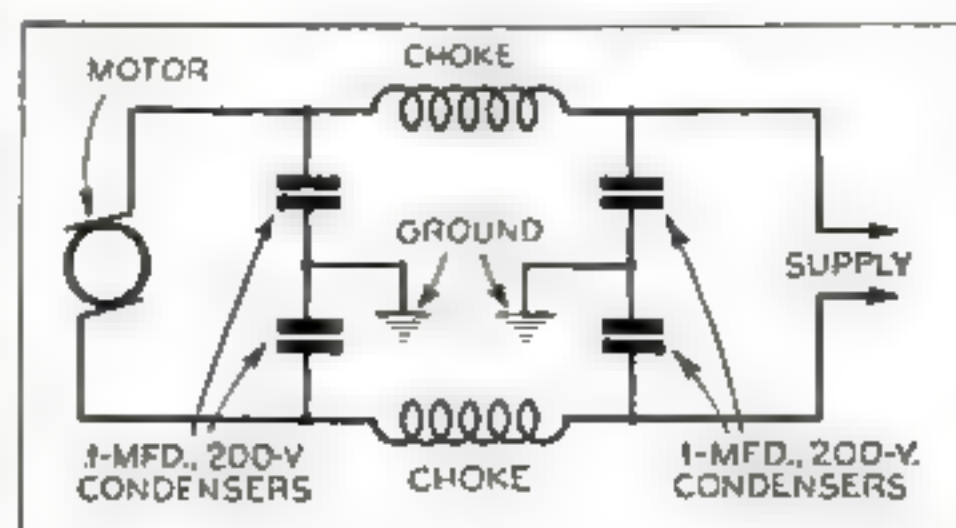 CHOKE
MOTOR
GROUND
SUPPLY
.1-MFD., 200-V
CONDENSERS
CHOKE
1-MFD., 200-V.
CONDENSERS